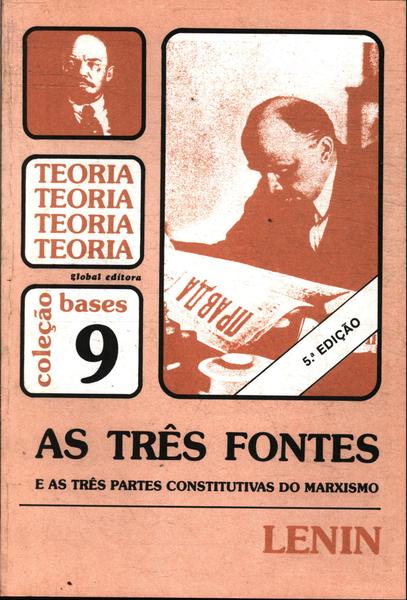 TEORIA
TEORIA
TEORIA
TEORIA
global editora
coleção
bases
9
ПРАВДА
5.ª EDIÇÃO
AS TRÊS FONTES
E AS TRÊS PARTES CONSTITUTIVAS DO MARXISMO
LENIN